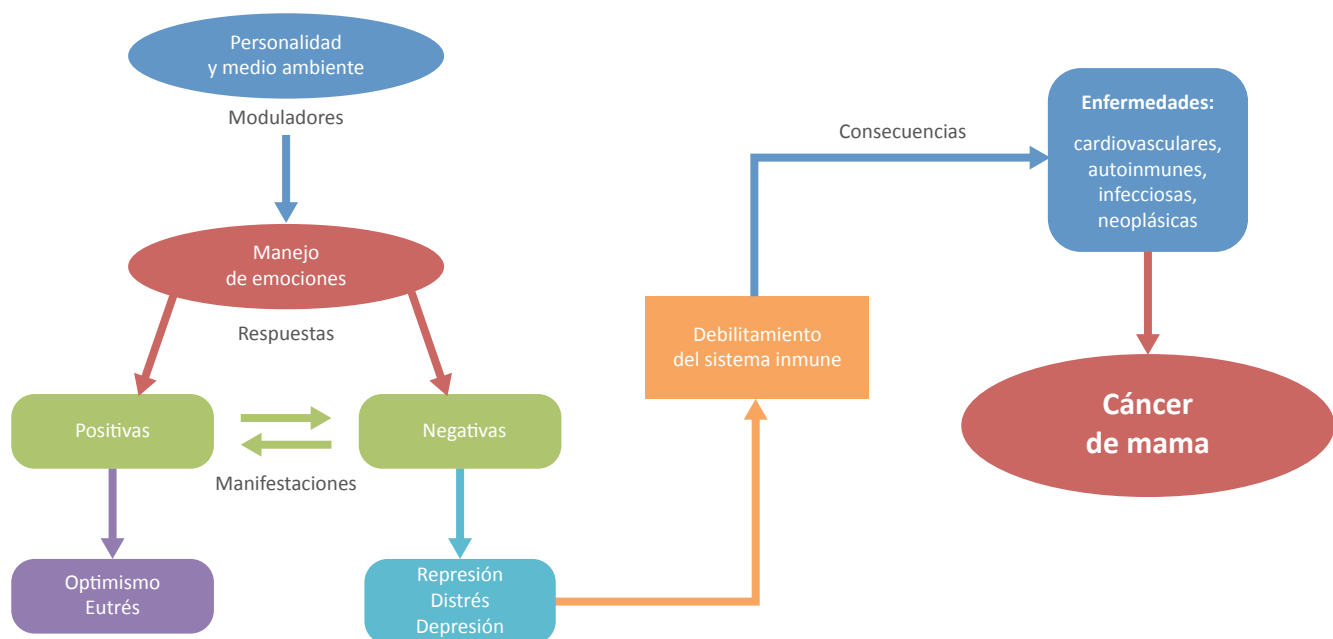 Personalidad
y medio ambiente
Moduladores
Manejo
de emociones
Respuestas
Positivas
Negativas
Manifestaciones
Optimismo
Eutrés
Represión
Distrés
Depresión
Debilitamiento
del sistema inmune
Consecuencias
Enfermedades:
cardiovasculares,
autoinmunes,
infecciosas,
neoplásicas
Cáncer
de mama